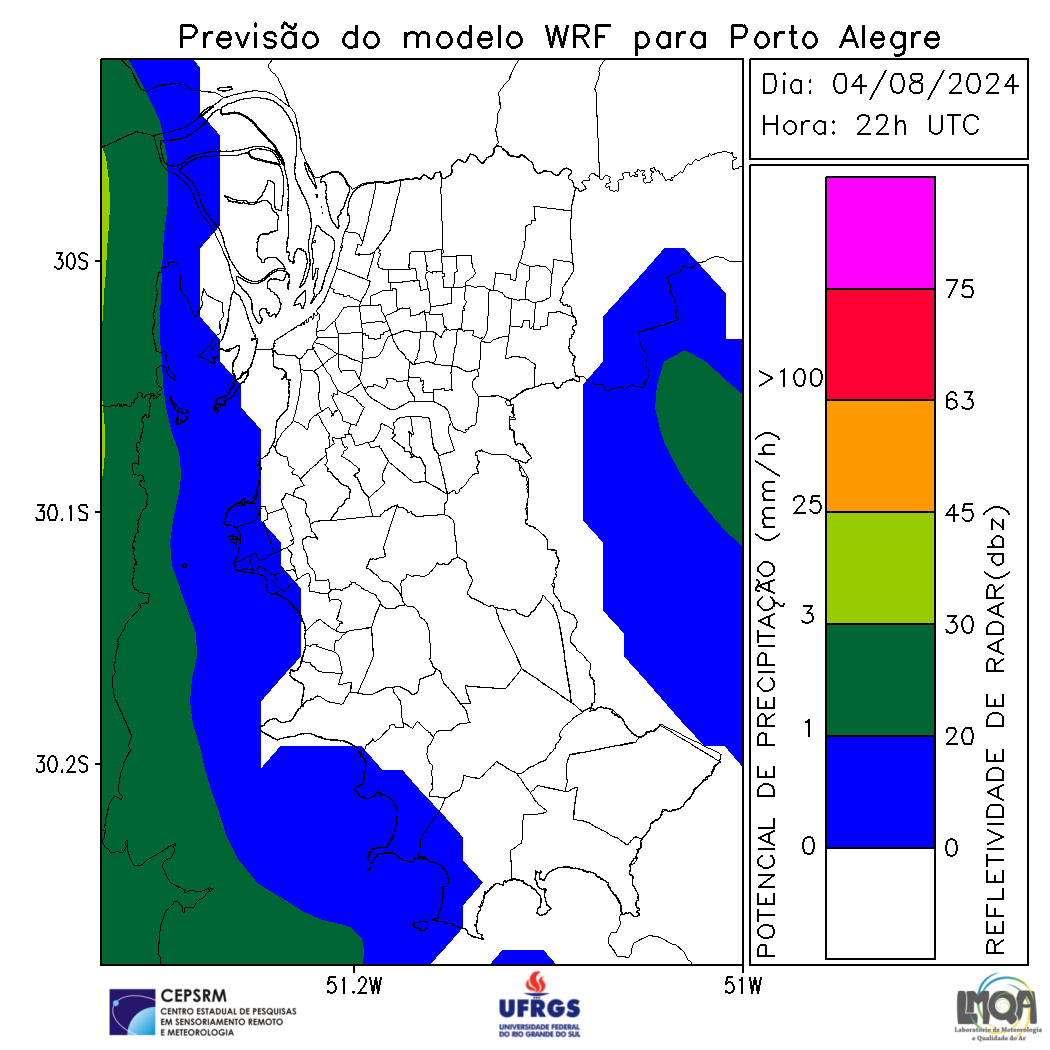 Previsão do modelo WRF para Porto Alegre
Dia: 04/08/2024
Hora: 22h UTC
30S
30.1S
30.2S
51.2W
51W
POTENCIAL DE PRECIPITAÇÃO (mm/h)
>100
25
3
1
0
75
63
45
30
20
0
REFLETIVIDADE DE RADAR(dbz)
CEPSRM
CENTRO ESTADUAL DE PESQUISAS
EM SENSORIAMENTO REMOTO
E METEOROLOGIA
UFRGS
UNIVERSIDADE FEDERAL
DO RIO GRANDE DO SUL
LMQA
Laboratório de Meteorologia
e Qualidade do Ar